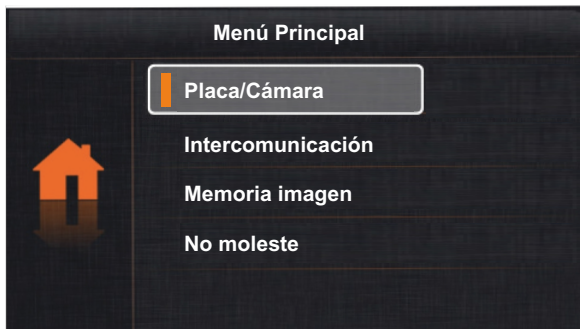 Menú Principal
Placa/Cámara
Intercomunicación
Memoria imagen
No moleste